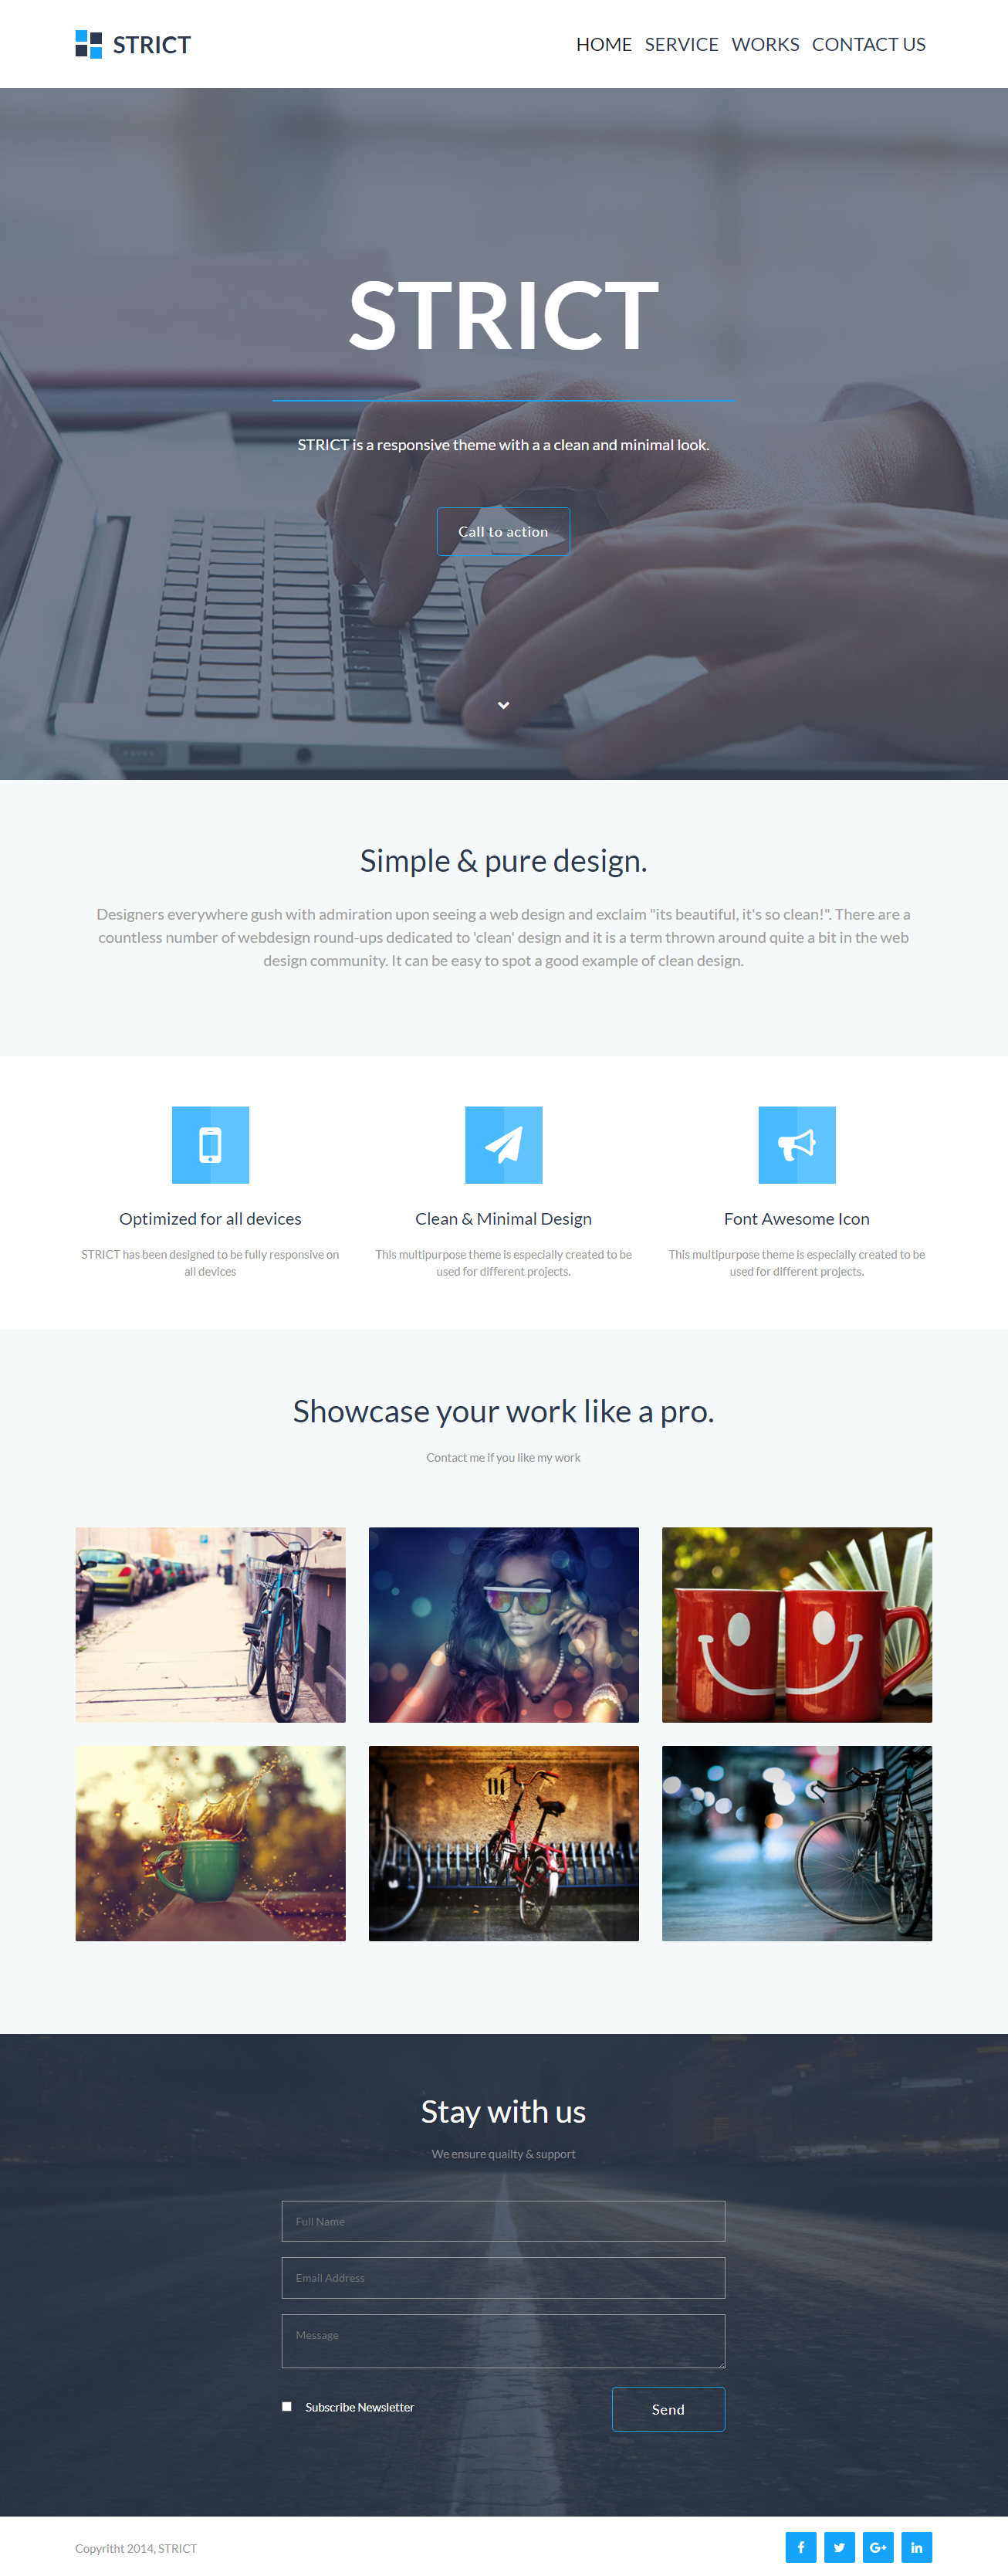 STRICT
HOME SERVICE WORKS CONTACT US
STRICT
STRICT is a responsive theme with a a clean and minimal look.
Call to action
Simple & pure design.
Designers everywhere gush with admiration upon seeing a web design and exclaim "its beautiful, it's so clean!". There are a
countless number of webdesign round-ups dedicated to 'clean' design and it is a term thrown around quite a bit in the web
design community. It can be easy to spot a good example of clean design.
Optimized for all devices
STRICT has been designed to be fully responsive on
all devices
Clean & Minimal Design
This multipurpose theme is especially created to be
used for different projects.
Font Awesome Icon
This multipurpose theme is especially created to be
used for different projects.
Showcase your work like a pro.
Contact me if you like my work
Stay with us
We ensure quailty & support
Full Name
Email Address
Message
Subscribe Newsletter
Send
Copyritht 2014, STRICT